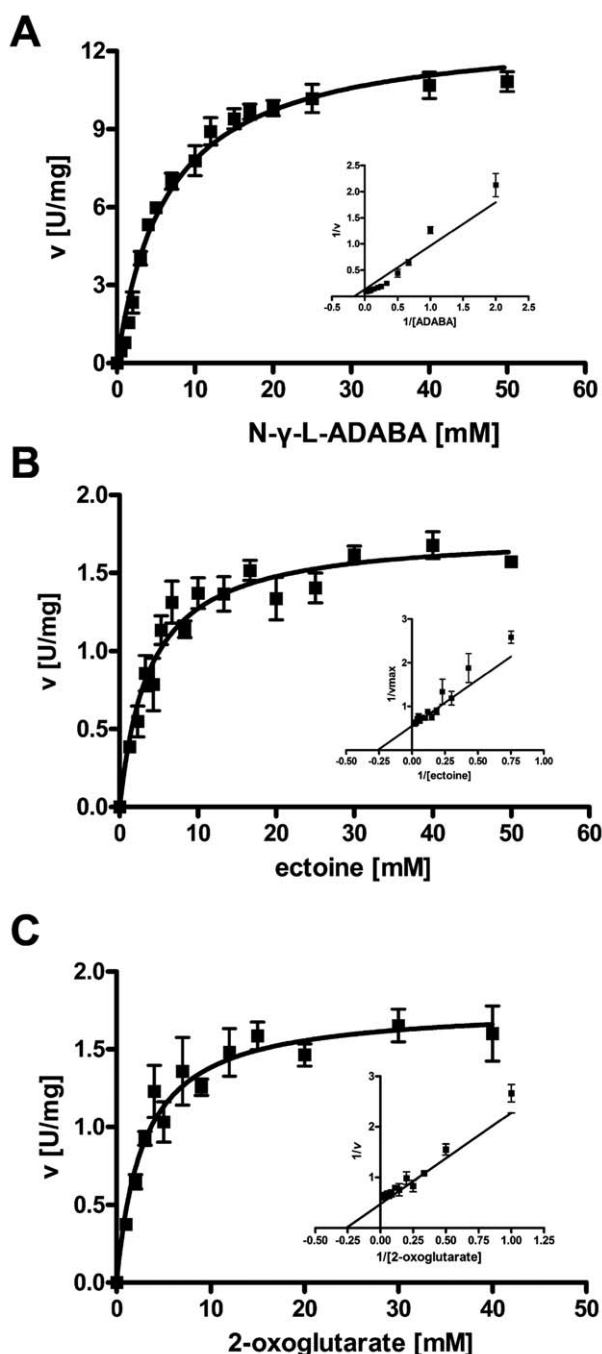 A
v [U/mg]
12
9
6
3
0
0 10 20 30 40 50 60
N-γ-L-ADABA [mM]
1/v
2.5
2.0
1.5
1.0
0.5
-0.5 0.0 0.5 1.0 1.5 2.0 2.5
1/[ADABA]
B
v [U/mg]
2.0
1.5
1.0
0.5
0.0
0 10 20 30 40 50 60
ectoine [mM]
1/vmax
3
2
1
-0.50 -0.25 0.00 0.25 0.50 0.75 1.00
1/[ectoine]
C
v [U/mg]
2.0
1.5
1.0
0.5
0.0
0 10 20 30 40 50
2-oxoglutarate [mM]
1/v
3
2
1
-0.50 -0.25 0.00 0.25 0.50 0.75 1.00 1.25
1/[2-oxoglutarate]